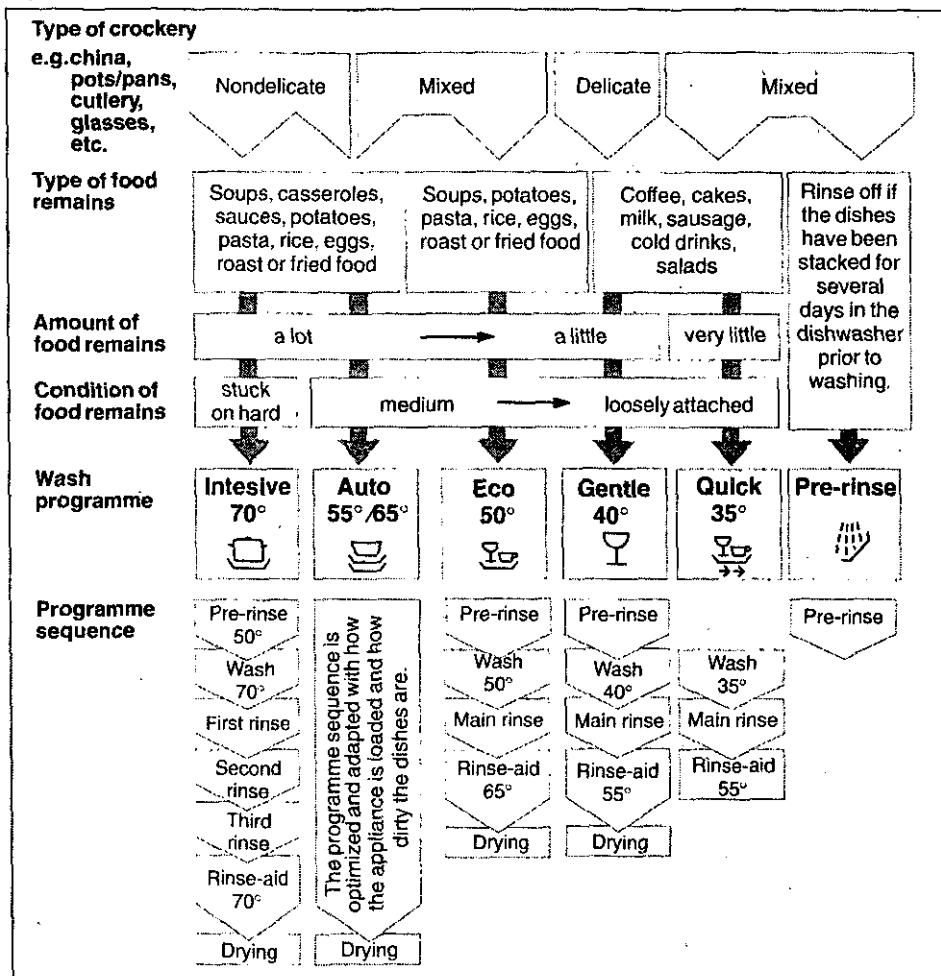 Type of crockery
e.g.china,
pots/pans,
cutlery,
glasses,
etc.
Nondelicate
Mixed
Delicate
Mixed
Type of food
remains
Soups, casseroles,
sauces, potatoes,
pasta, rice, eggs,
roast or fried food
Soups, potatoes,
pasta, rice, eggs,
roast or fried food
Coffee, cakes,
milk, sausage,
cold drinks,
salads
Rinse off if
the dishes
have been
stacked for
several
days in the
dishwasher
prior to
washing.
Amount of
food remains
a lot
a little
very little
Condition of
food remains
stuck
on hard
medium
loosely attached
Wash
programme
Intesive
70°
Auto
55°/65°
Eco
50°
Gentle
40°
Quick
35°
Pre-rinse
Programme
sequence
Pre-rinse
50°
Wash
70°
First rinse
Second
rinse
Third
rinse
Rinse-aid
70°
Drying
The programme sequence is
optimized and adapted with how
the appliance is loaded and how
dirty the dishes are.
Drying
Pre-rinse
Wash
50°
Main rinse
Rinse-aid
65°
Drying
Pre-rinse
Wash
40°
Main rinse
Rinse-aid
55°
Drying
Wash
35°
Main rinse
Rinse-aid
55°
Pre-rinse